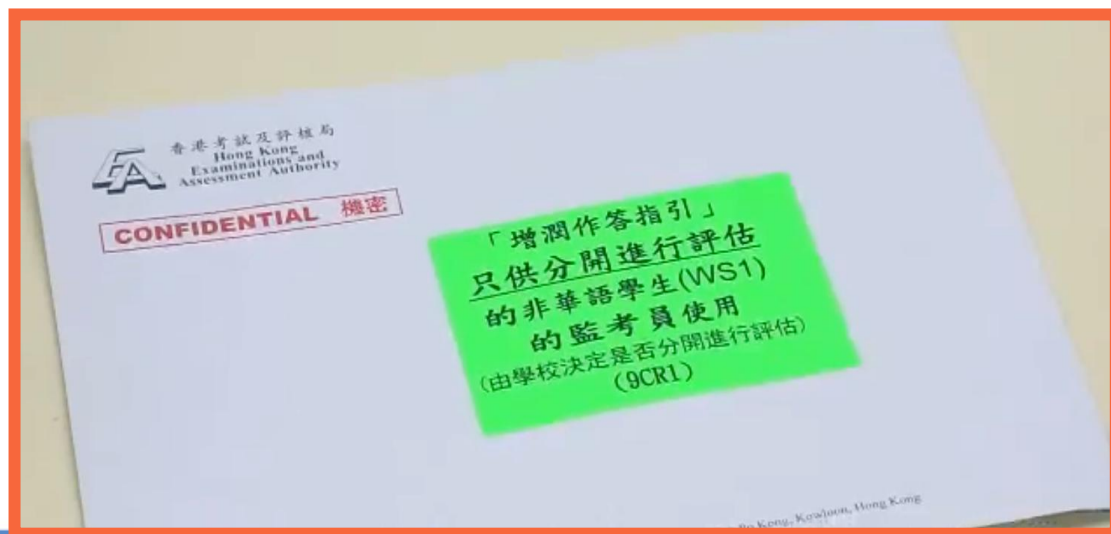 香港考試及評核局
Hong Kong
Examinations and
Assessment Authority
CONFIDENTIAL 機密
「增潤作答指引」
只供分開進行評估
的非華語學生(WS1)
的監考員使用
(由學校決定是否分開進行評估)
(9CR1)
Po Kong, Kowloon, Hong Kong